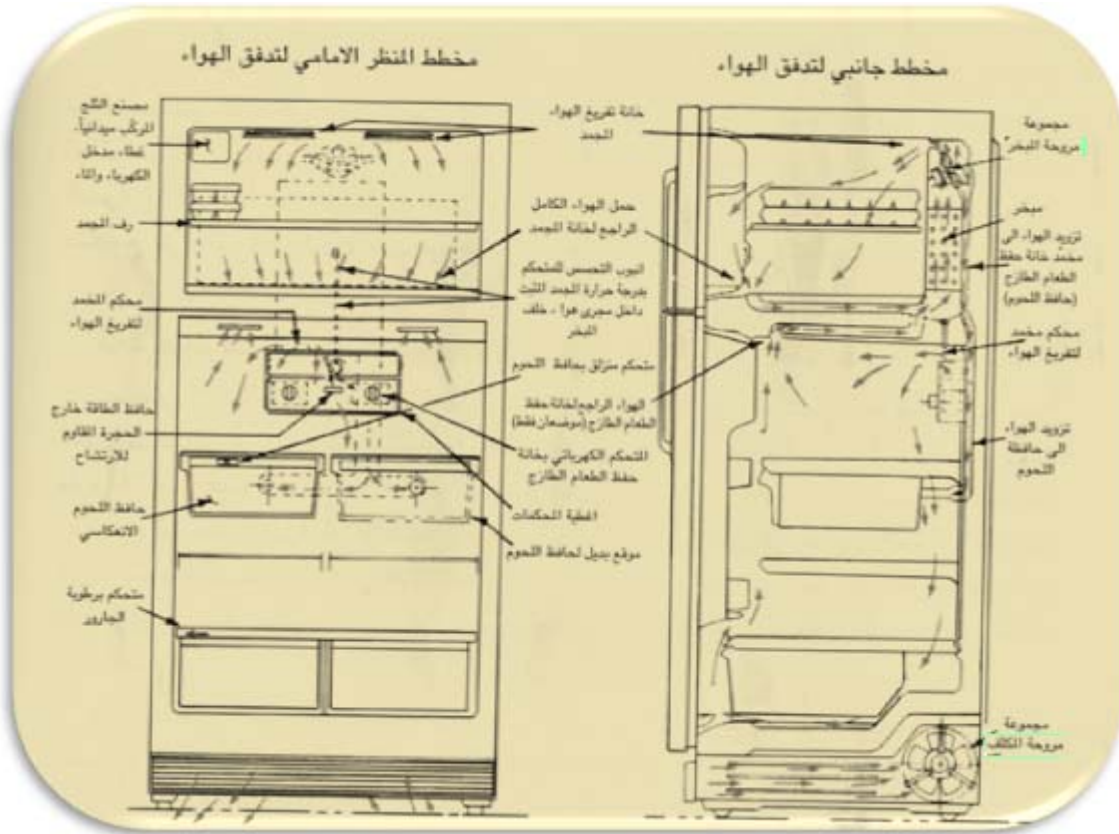 مخطط المنظر الامامي لتدفق الهواء
مخطط جانبي لتدفق الهواء
مصنع الثلج
المركب ميدانياً.
غطاء مدخل
الكهرباء والماء
رف المجمد
محكم المخمد
لتفريغ الهواء
حافظ الطاقة خارج
الحجرة المقاوم
للارتشاح
حافظ اللحوم
الانعكاسي
متحكم برطوبة
الجارور
خانة تفريغ الهواء
المجمد
حمل الهواء الكامل
الراجع لخانة المجمد
انبوب التحسس للمتحكم
بدرجة حرارة المجمد المثبت
داخل مجرى هواء خلف
المبخر
متحكم منزلق بحافظ اللحوم
الهواء الراجع لخانة حفظ
الطعام الطازج (موضعان فقط)
المتحكم الكهربائي بخانة
حفظ الطعام الطازج
اغطية المحكمات
موقع بديل لحافظ اللحوم
مجموعة
مروحة المبخر
مبخر
تزويد الهواء الى
مخمد خانة حفظ
الطعام الطازج
(حافظ اللحوم)
محكم مخمد
لتفريغ الهواء
تزويد الهواء
الى حافظة
اللحوم
مجموعة
مروحة المكثف